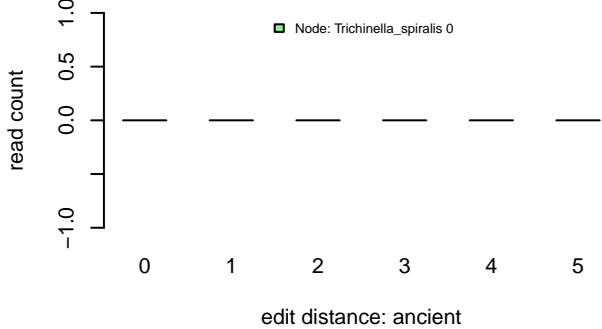 1.0
Node: Trichinella_spiralis 0
0.5
read count
0.0
−1.0
0 1 2 3 4 5
edit distance: ancient